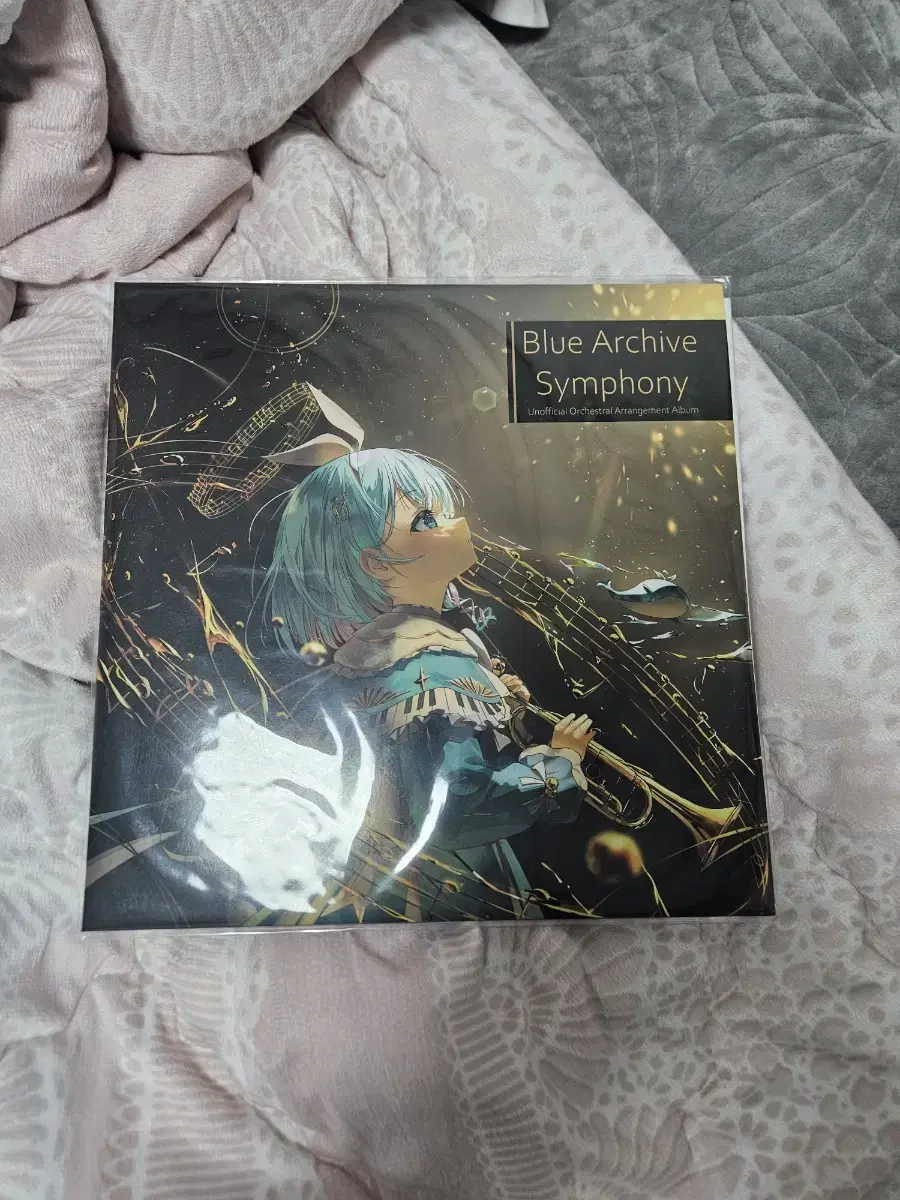 Blue Archive
Symphony
Unofficial Orchestral Arrangement Album